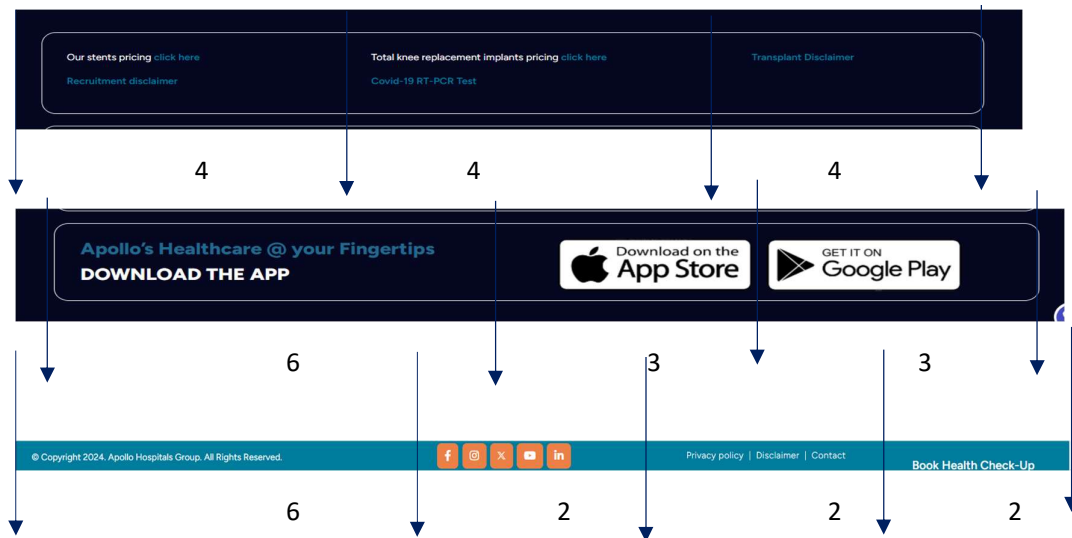 Our stents pricing click here Total knee replacement implants pricing click here Transplant Disclaimer
Recruitment disclaimer Covid-19 RT-PCR Test
4 4 4
Apollo's Healthcare @ your Fingertips
DOWNLOAD THE APP
Download on the
App Store
GET IT ON
Google Play
6 3 3
© Copyright 2024. Apollo Hospitals Group. All Rights Reserved. f X in Privacy policy | Disclaimer | Contact Book Health Check-Up
6 2 2 2